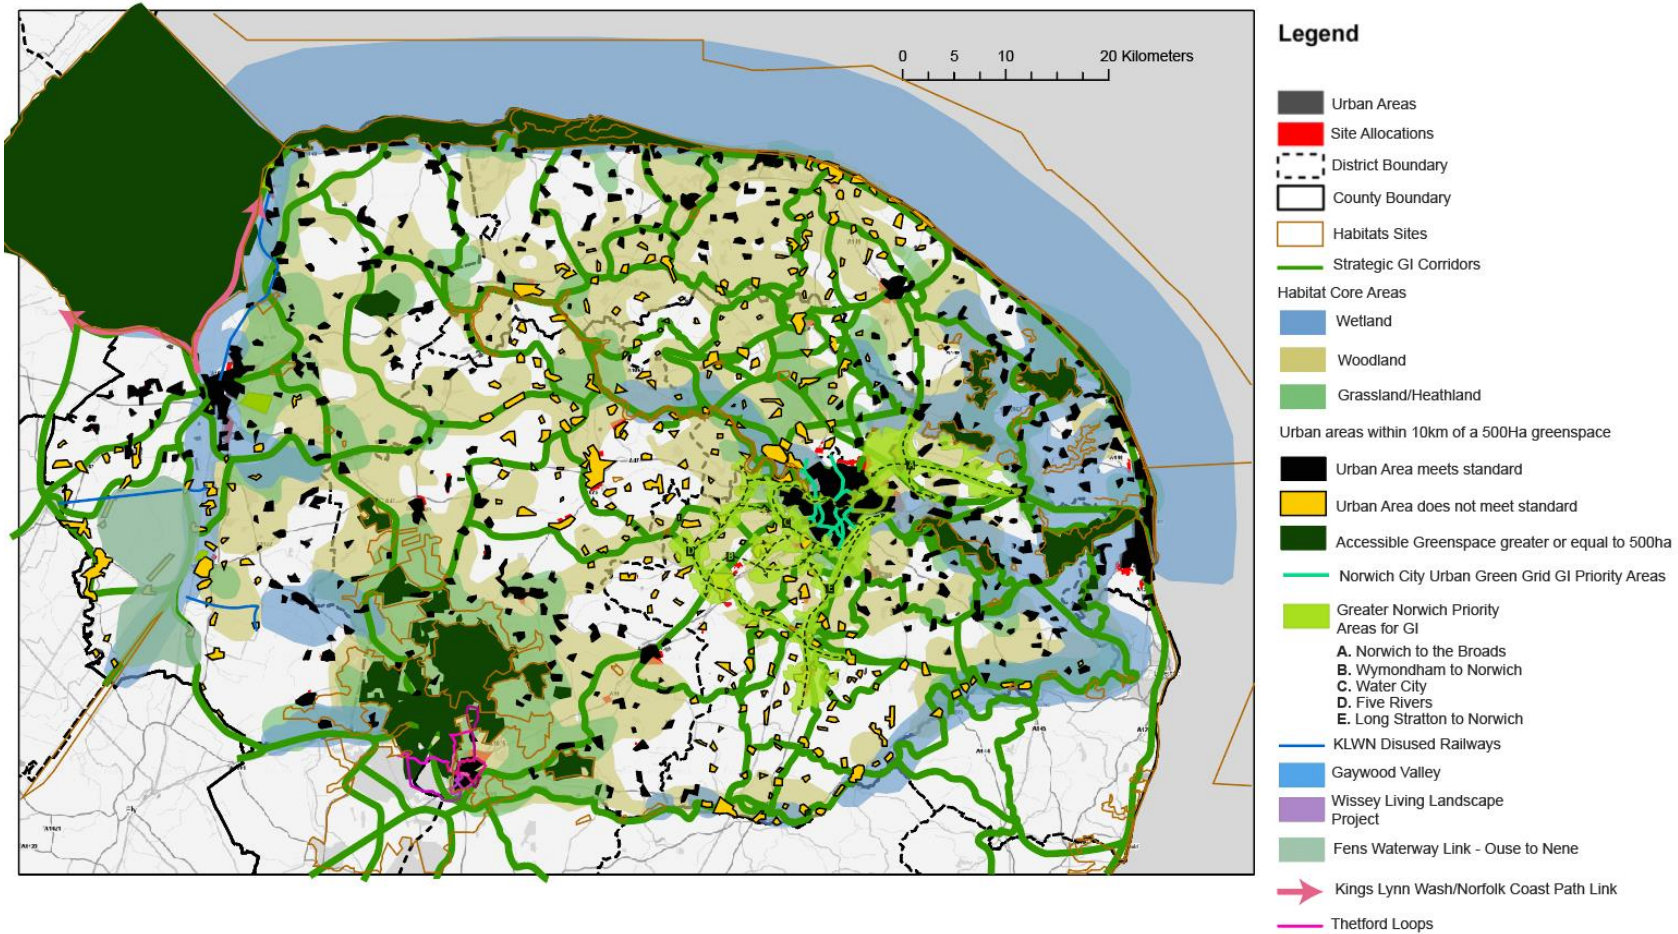 Legend
0 5 10 20 Kilometers
Urban Areas
Site Allocations
District Boundary
County Boundary
Habitats Sites
Strategic GI Corridors
Habitat Core Areas
Wetland
Woodland
Grassland/Heathland
Urban areas within 10km of a 500Ha greenspace
Urban Area meets standard
Urban Area does not meet standard
Accessible Greenspace greater or equal to 500ha
Norwich City Urban Green Grid GI Priority Areas
Greater Norwich Priority
Areas for GI
A. Norwich to the Broads
B. Wymondham to Norwich
C. Water City
D. Five Rivers
E. Long Stratton to Norwich
KLWN Disused Railways
Gaywood Valley
Wissey Living Landscape
Project
Fens Waterway Link - Ouse to Nene
Kings Lynn Wash/Norfolk Coast Path Link
Thetford Loops
A
C
D
B
E